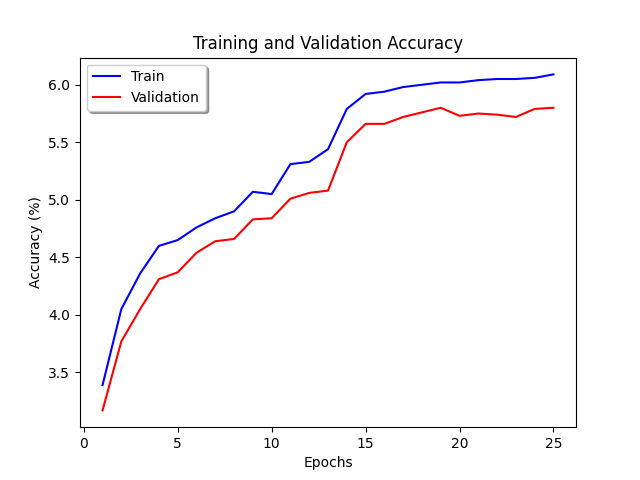 Training and Validation Accuracy
Train
Validation
Accuracy (%)
6.0
5.5
5.0
4.5
4.0
3.5
0 5 10 15 20 25
Epochs